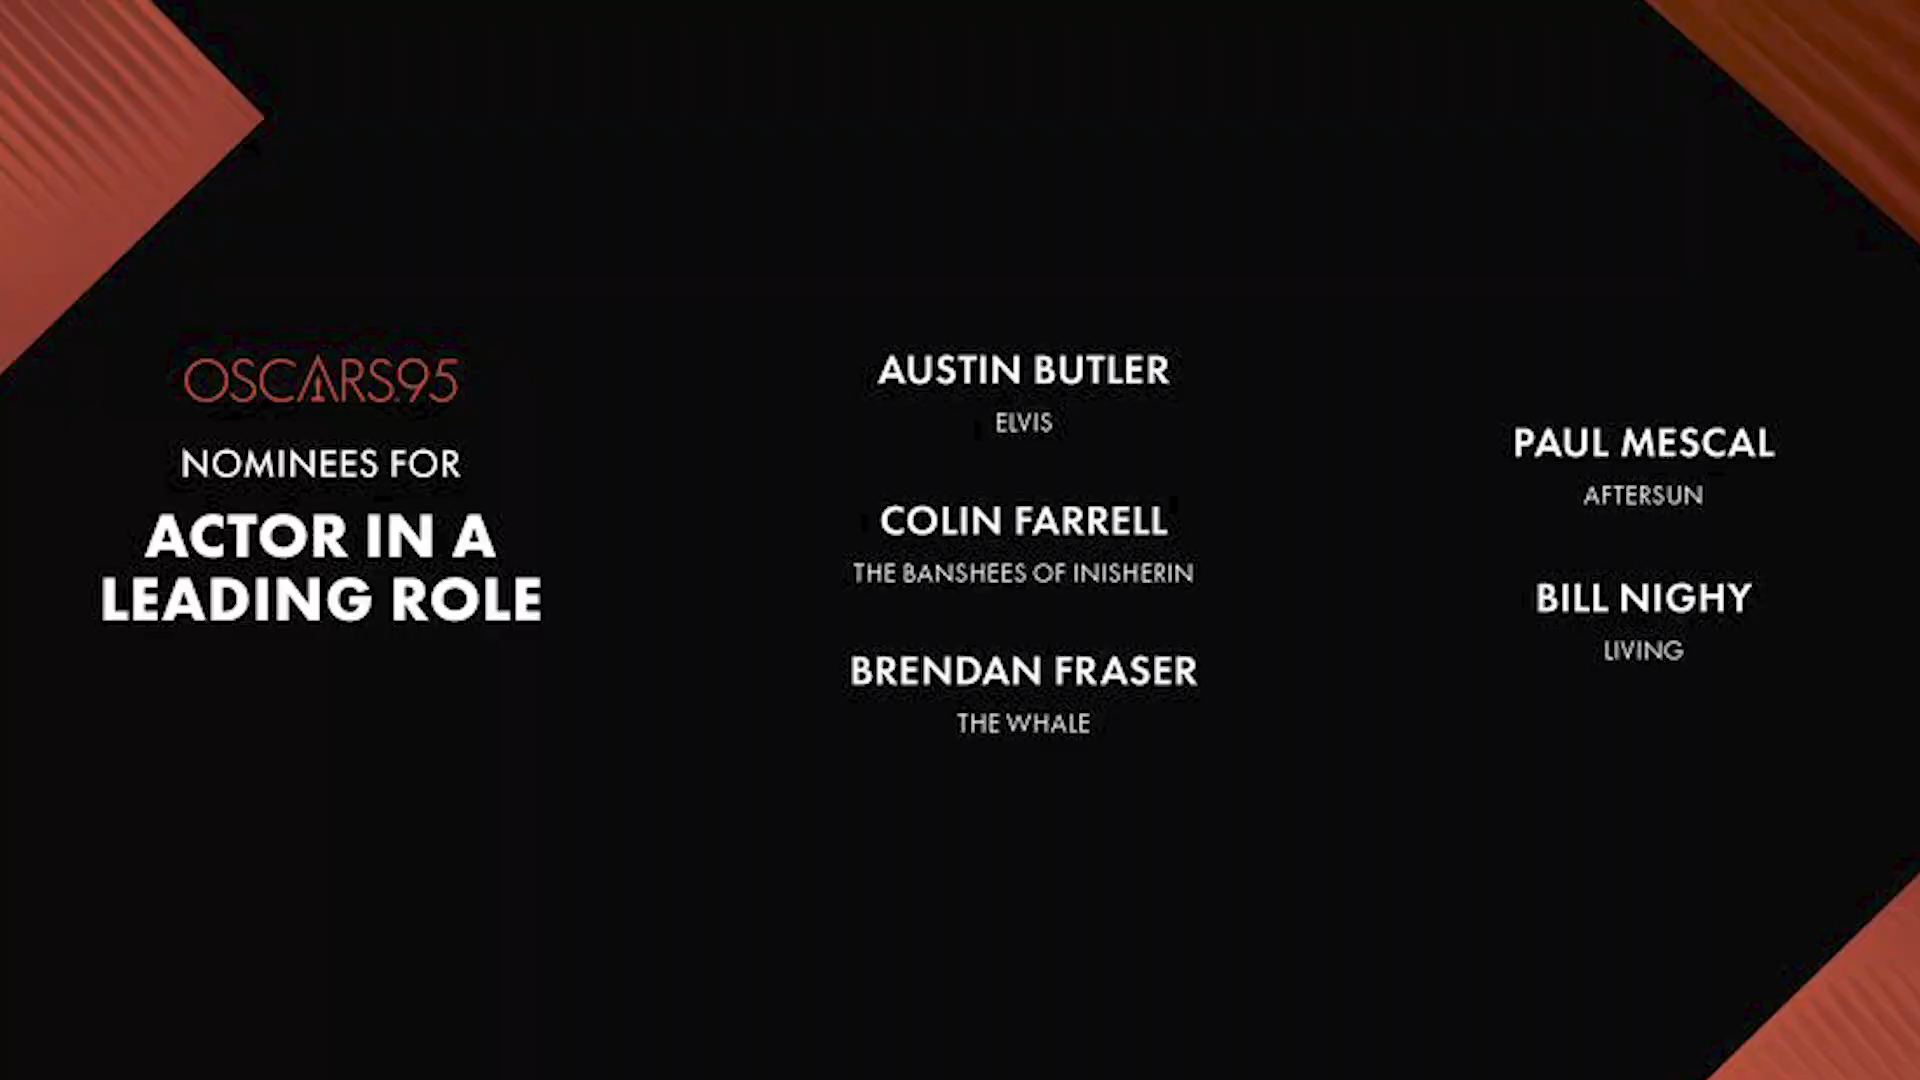 OSCARS95
NOMINEES FOR
ACTOR IN A
LEADING ROLE
AUSTIN BUTLER
ELVIS
COLIN FARRELL
THE BANSHEES OF INISHERIN
BRENDAN FRASER
THE WHALE
PAUL MESCAL
AFTERSUN
BILL NIGHY
LIVING